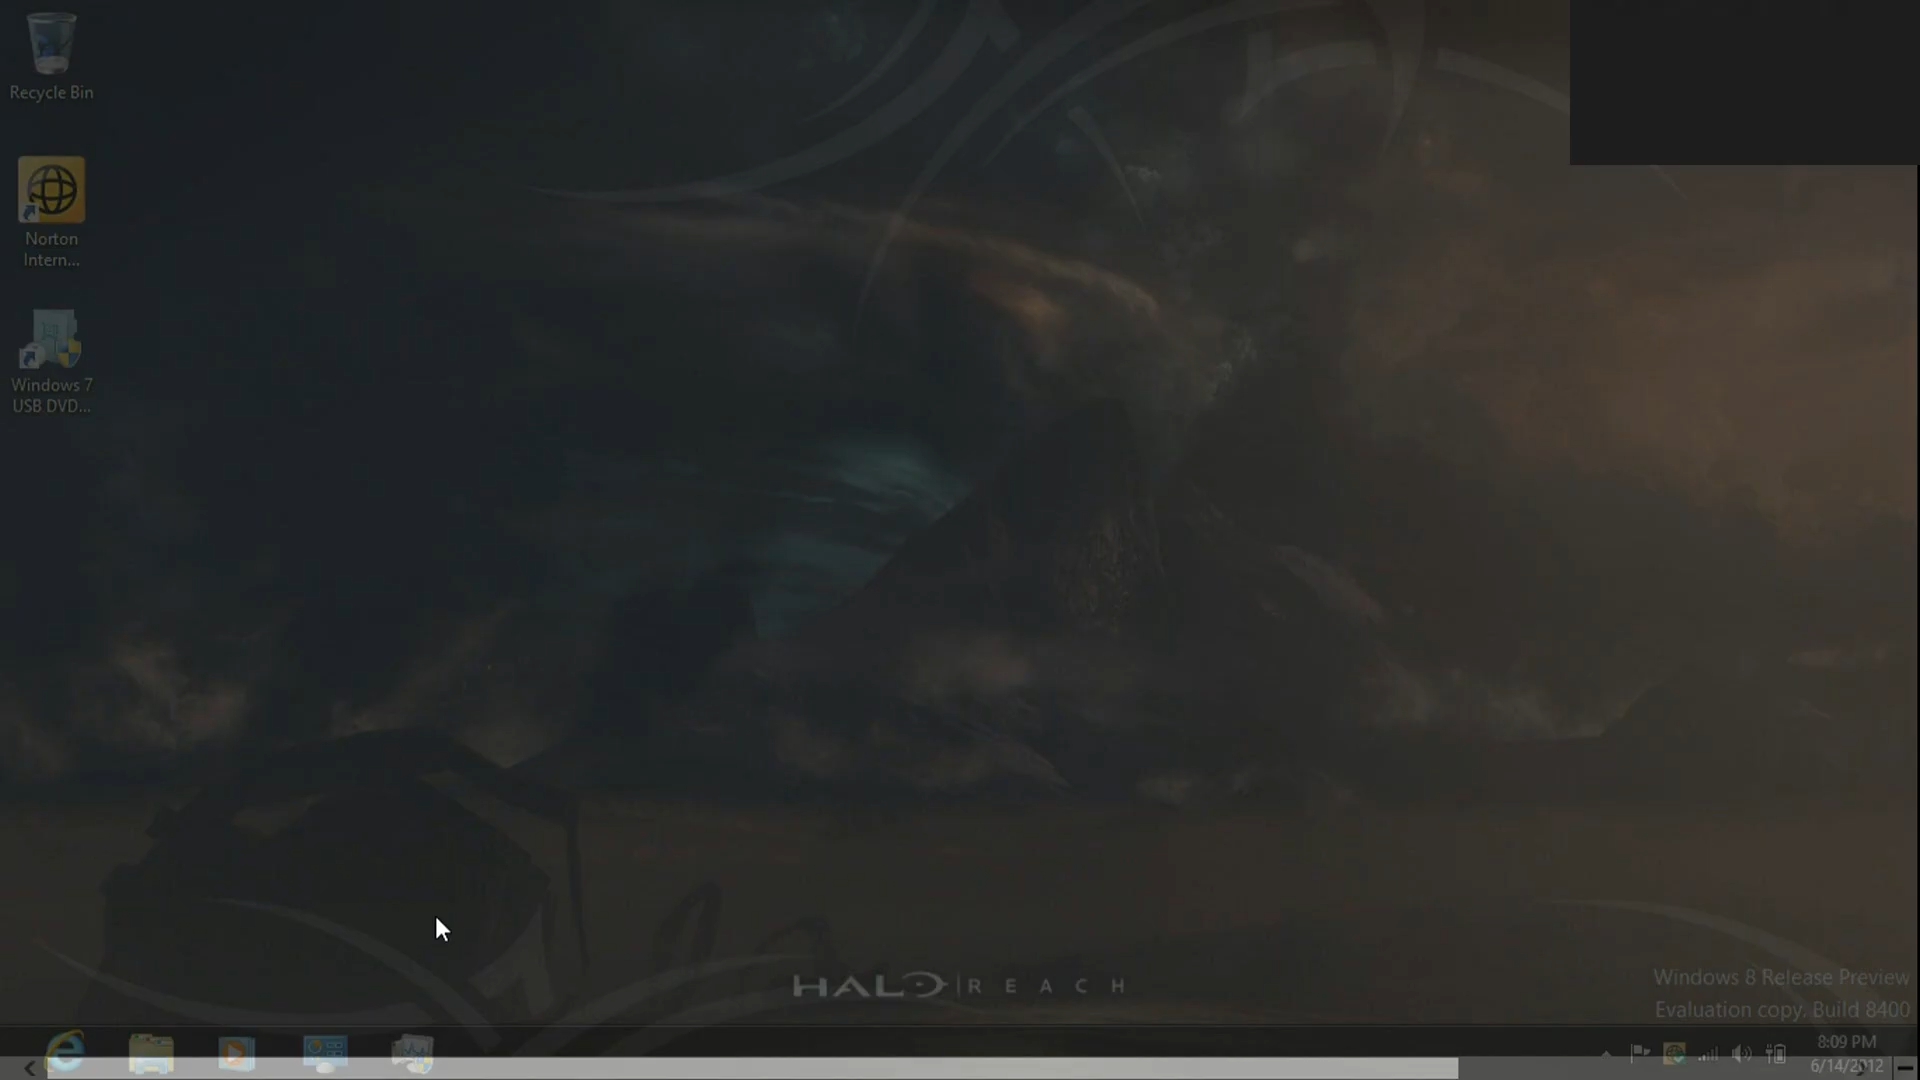 Recycle Bin
Norton
Intern...
Windows 7
USB DVD...
HALO REACH
Windows 8 Release Preview
Evaluation copy. Build 8400
8:09 PM
6/14/2012